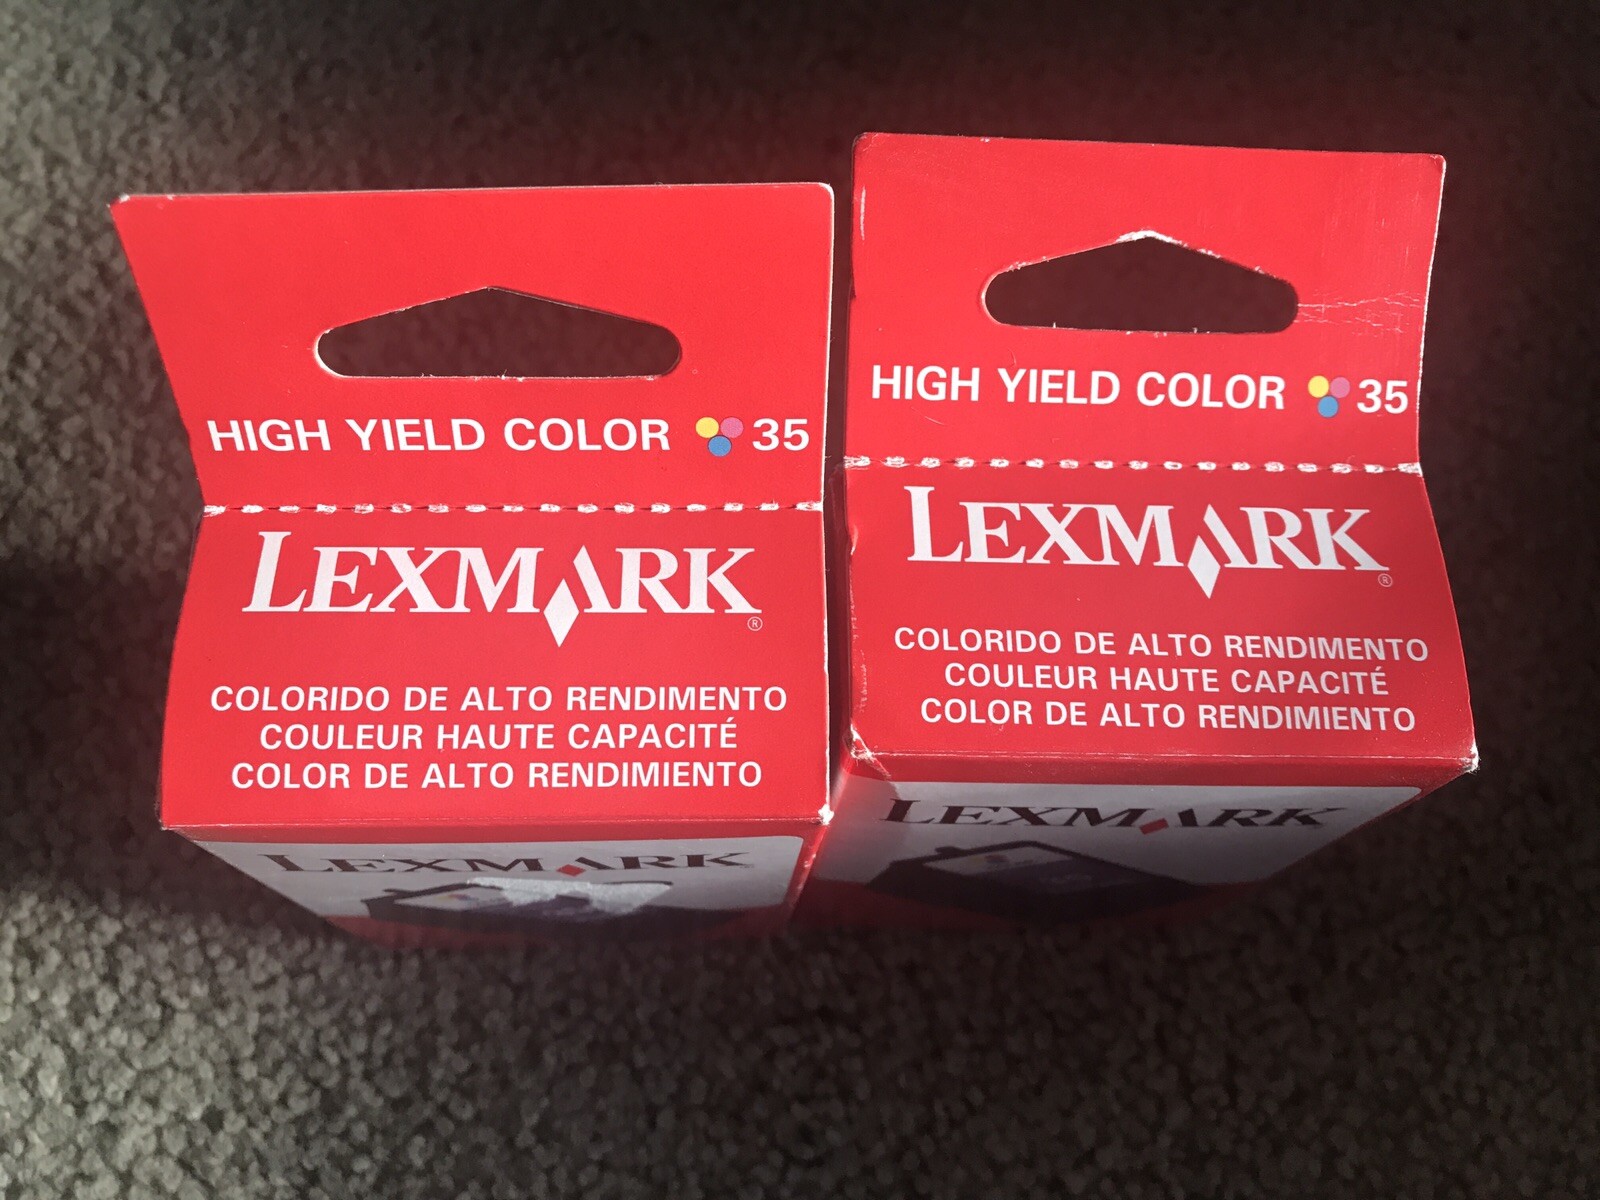 HIGH YIELD COLOR 35
LEXMARK®
COLORIDO DE ALTO RENDIMENTO
COULEUR HAUTE CAPACITÉ
COLOR DE ALTO RENDIMIENTO
LEXMARK
HIGH YIELD COLOR 35
LEXMARK®
COLORIDO DE ALTO RENDIMENTO
COULEUR HAUTE CAPACITÉ
COLOR DE ALTO RENDIMIENTO
LEXMARK